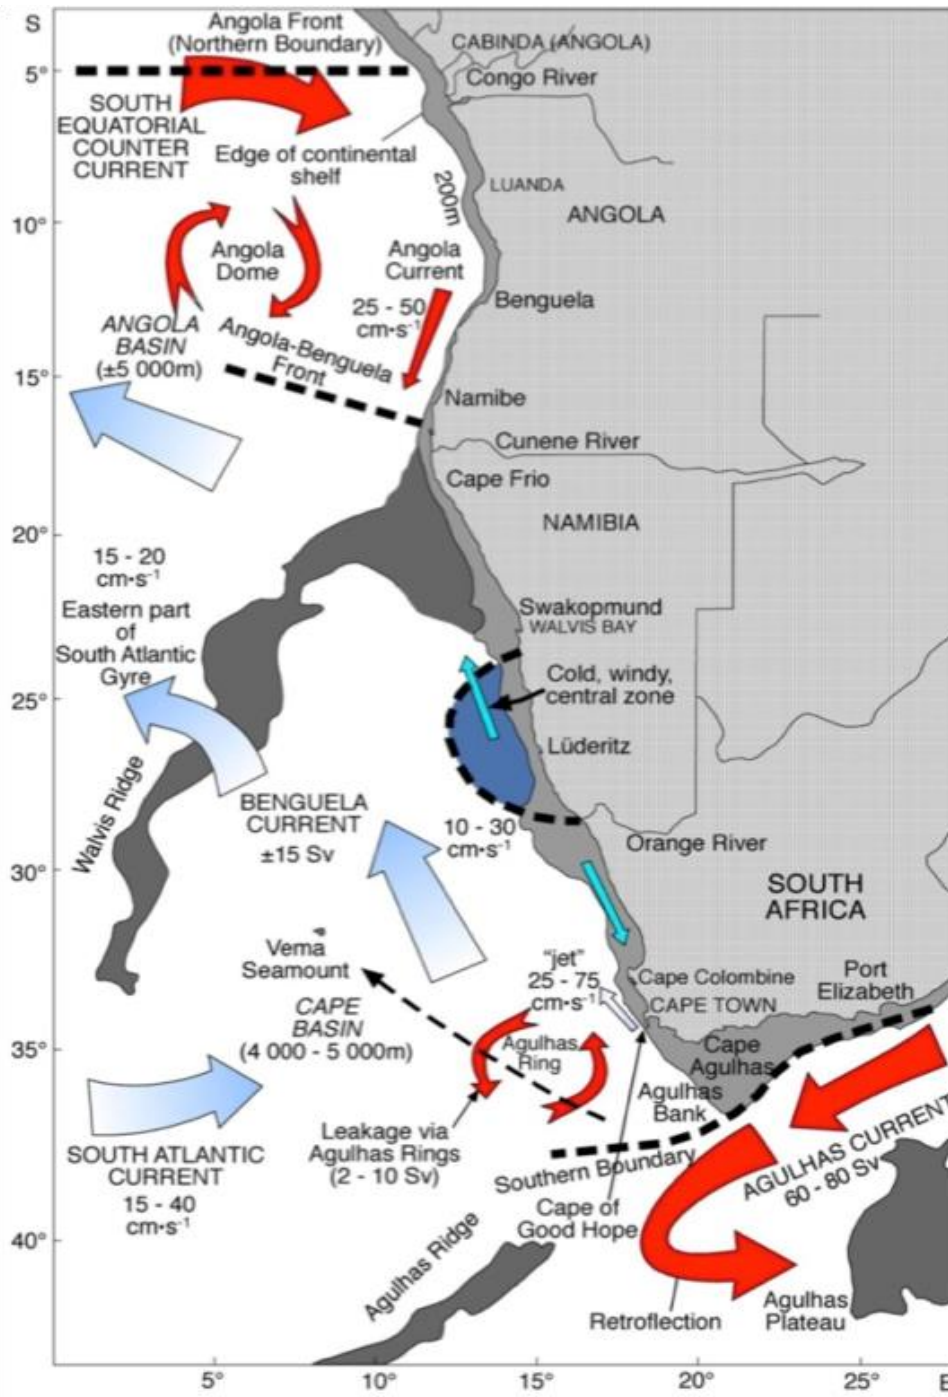 S
Angola Front
(Northern Boundary)
CABINDA (ANGOLA)
5°
Congo River
SOUTH
EQUATORIAL
COUNTER
CURRENT
Edge of continental
shelf
200m
LUANDA
ANGOLA
10°
Angola
Dome
Angola
Current
25 - 50
cm•s⁻¹
Benguela
ANGOLA
BASIN
(±5 000m)
Angola-Benguela
Front
15°
Namibe
Cunene River
Cape Frio
NAMIBIA
20°
15 - 20
cm•s⁻¹
Eastern part
of
South Atlantic
Gyre
Swakopmund
WALVIS BAY
Cold, windy,
central zone
25°
Lüderitz
Walvis Ridge
BENGUELA
CURRENT
±15 Sv
10 - 30
cm•s⁻¹
Orange River
30°
SOUTH
AFRICA
Vema
Seamount
"jet"
25 - 75
cm•s⁻¹
Cape Colombine
CAPE TOWN
Port
Elizabeth
CAPE
BASIN
(4 000 - 5 000m)
35°
Agulhas
Ring
Cape
Agulhas
Agulhas
Bank
Leakage via
Agulhas Rings
(2 - 10 Sv)
SOUTH ATLANTIC
CURRENT
15 - 40
cm•s⁻¹
Southern Boundary
AGULHAS CURRENT
60 - 80 Sv
Cape of
Good Hope
40°
Agulhas Ridge
Retroflection
Agulhas
Plateau
5°
10°
15°
20°
25°
E